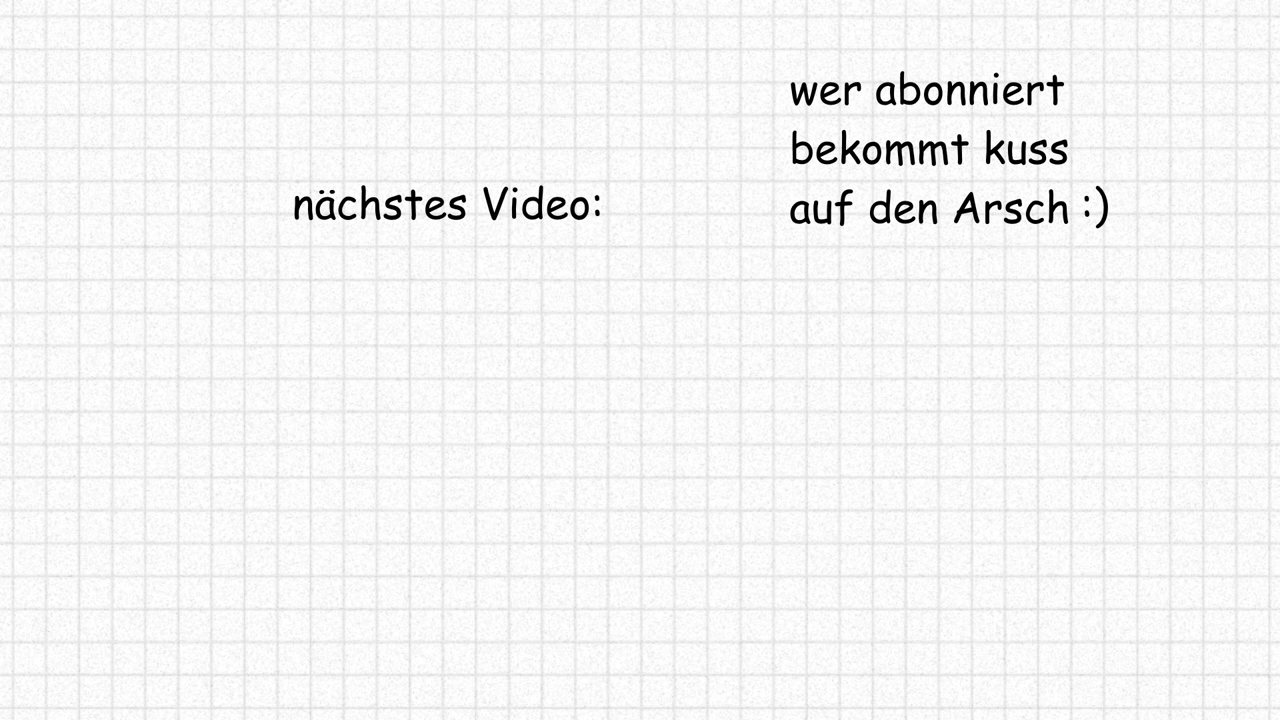 nächstes Video:
wer abonniert
bekommt kuss
auf den Arsch :)